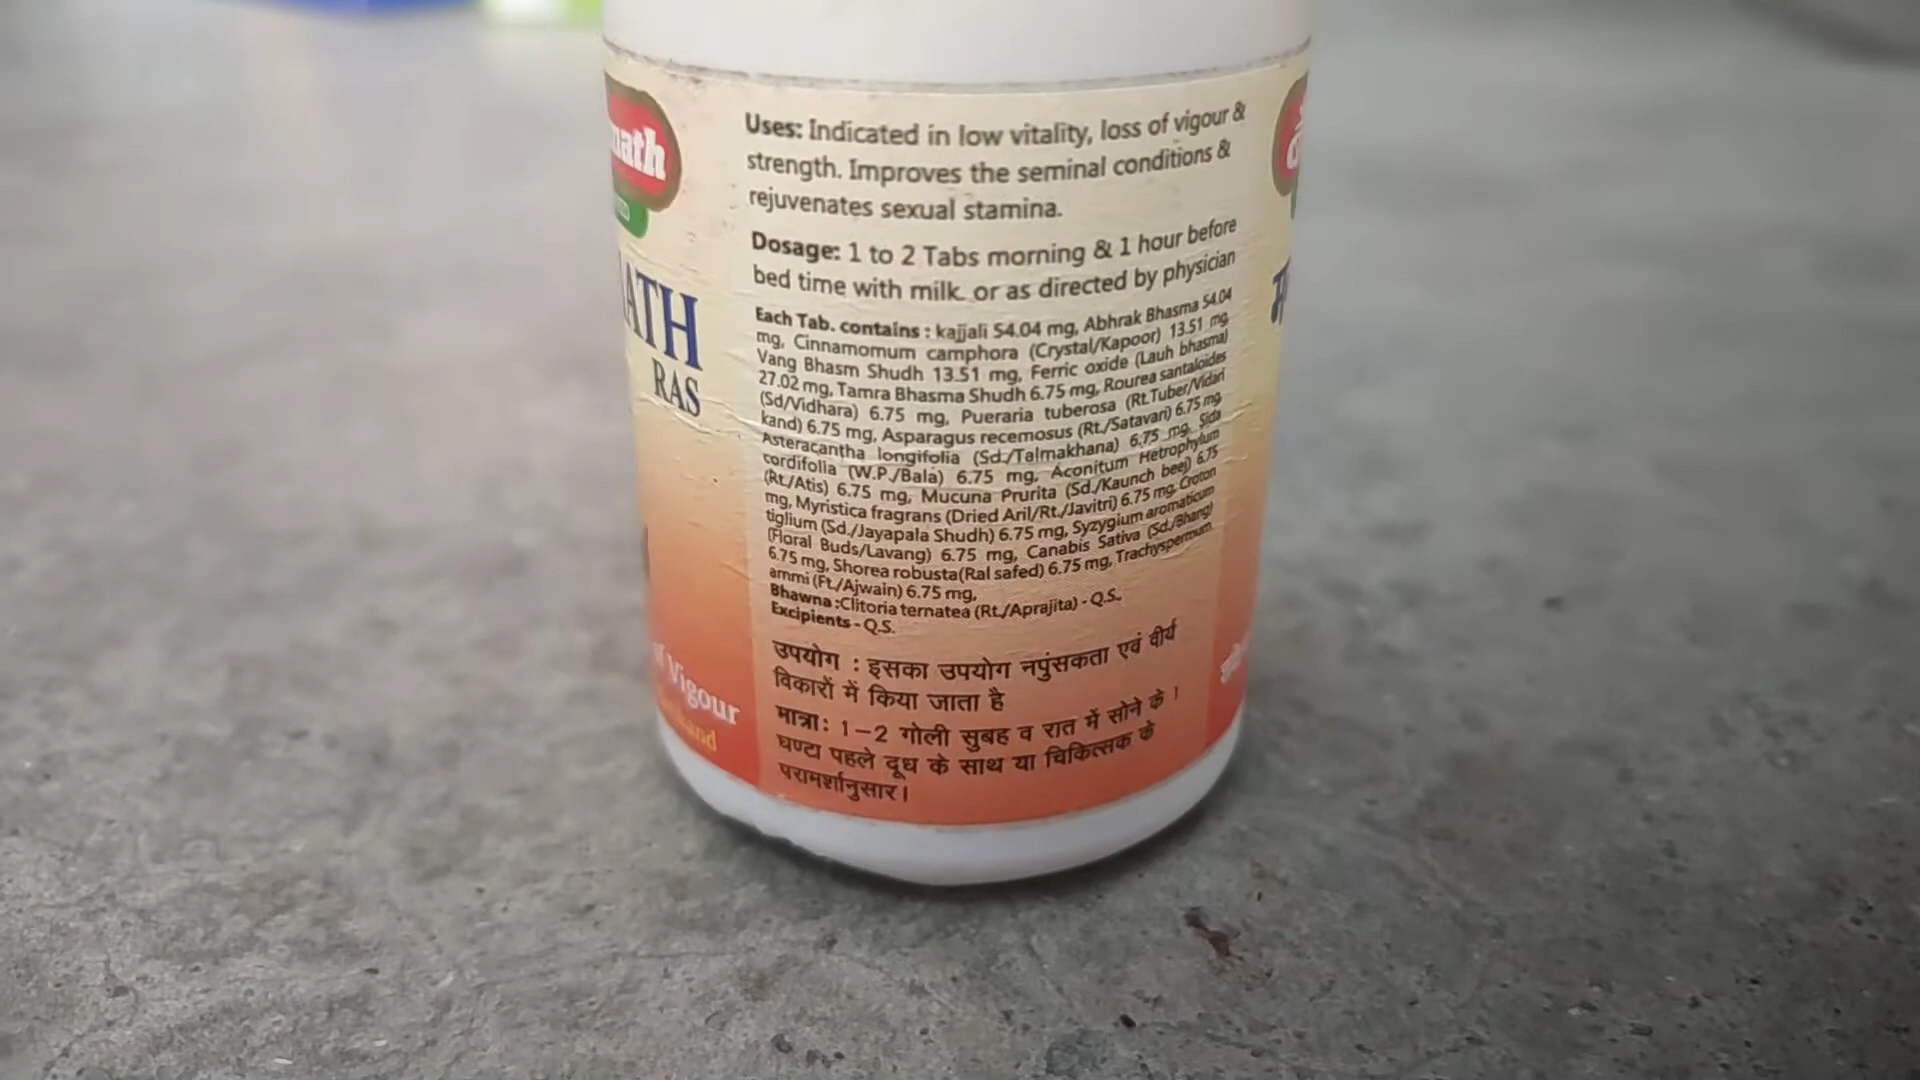 nath
ATH
RAS
Vigour
Uses: Indicated in low vitality, loss of vigour &
strength. Improves the seminal conditions &
rejuvenates sexual stamina.
Dosage: 1 to 2 Tabs morning & 1 hour before
bed time with milk or as directed by physician
Each Tab. contains : kajjali 54.04 mg, Abhrak Bhasma 54.04
mg, Cinnamomum camphora (Crystal/Kapoor) 13.51 mg
Vang Bhasm Shudh 13.51 mg, Ferric oxide (Lauh bhasma)
27.02 mg, Tamra Bhasma Shudh 6.75 mg, Rourea santaloides
(Sd/Vidhara) 6.75 mg, Pueraria tuberosa (Rt.Tuber/Vidari
kand) 6.75 mg, Asparagus recemosus (Rt./Satavari) 6.75 mg,
Asteracantha longifolia (Sd./Talmakhana) 6.75 mg, Sida
cordifolia (W.P./Bala) 6.75 mg, Aconitum Hetrophylum
(Rt./Atis) 6.75 mg, Mucuna Prurita (Sd./Kaunch beej) 6.75
mg, Myristica fragrans (Dried Aril/Rt./Javitri) 6.75 mg, Croton
tiglium (Sd./Jayapala Shudh) 6.75 mg, Syzygium aromaticum
(Floral Buds/Lavang) 6.75 mg, Canabis Sativa (Sd./Bhang)
6.75 mg, Shorea robusta(Ral safed) 6.75 mg, Trachyspermum
ammi (Ft./Ajwain) 6.75 mg,
Bhawna :Clitoria ternatea (Rt./Aprajita) - Q.S.
Excipients - Q.S.
उपयोग : इसका उपयोग नपुंसकता एवं वीर्य
विकारों में किया जाता है
मात्रा: 1-2 गोली सुबह व रात में सोने के ।
घण्टा पहले दूध के साथ या चिकित्सक के
परामर्शानुसार।